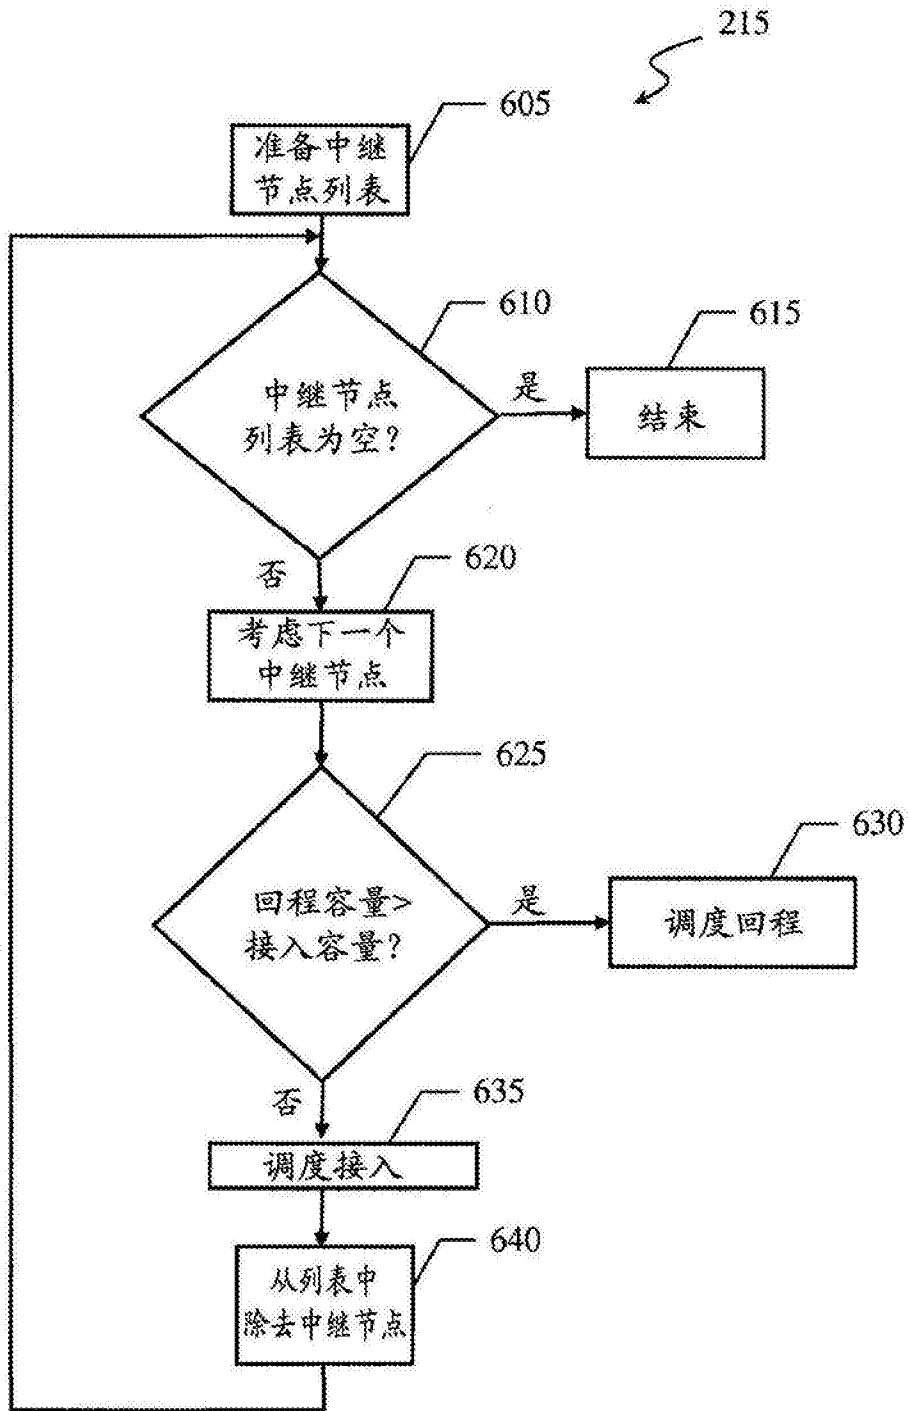 215
605
准备中继
节点列表
610
中继节点
列表为空?
是
615
结束
否
620
考虑下一个
中继节点
625
回程容量>
接入容量?
是
630
调度回程
否
635
调度接入
640
从列表中
除去中继节点